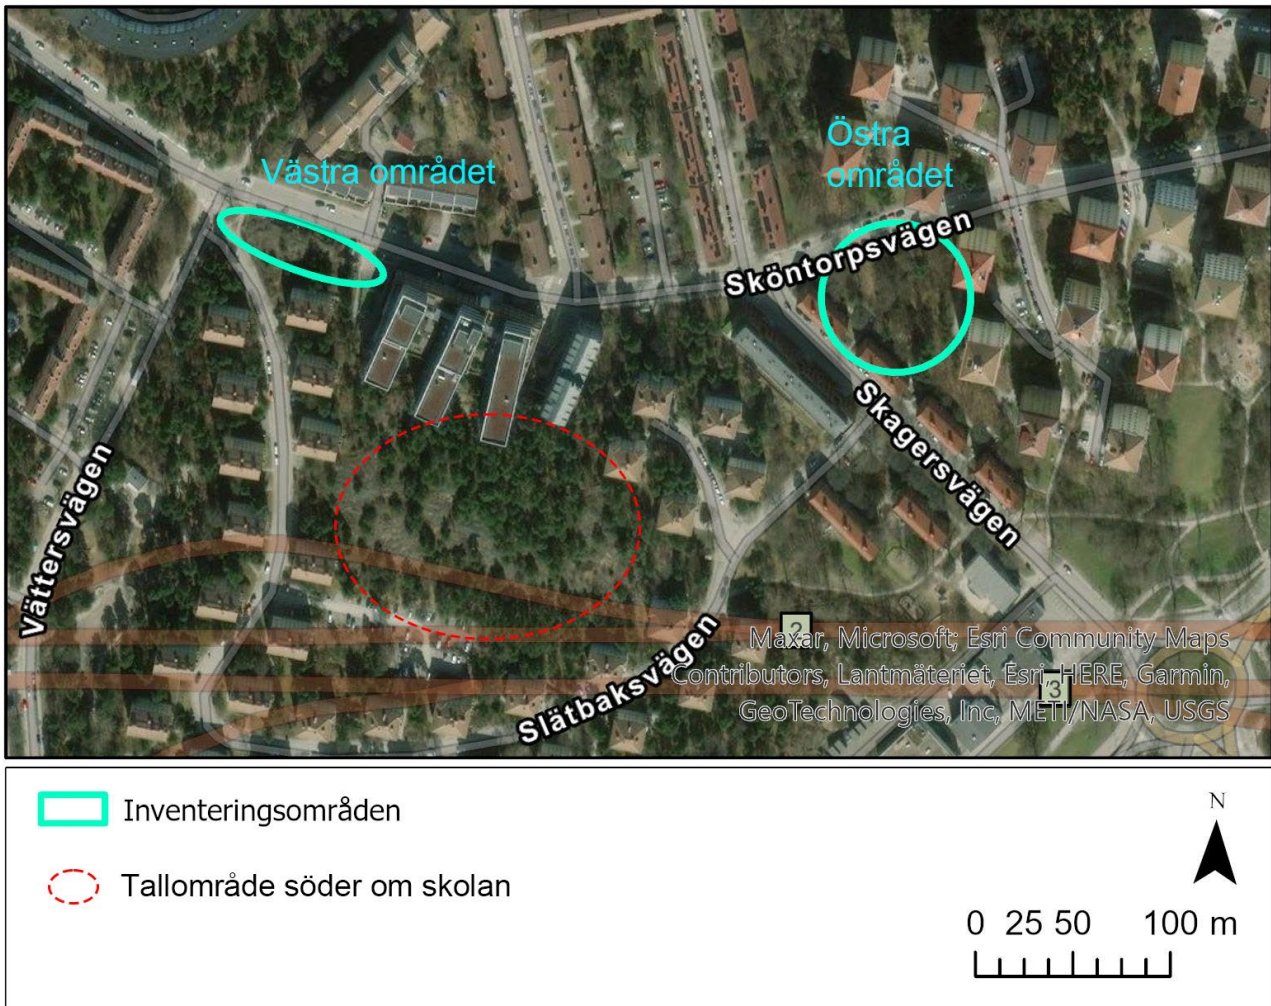 Västra området
Östra
området
Sköntorpsvägen
Skagersvägen
Vättersvägen
Slätbaksvägen
2
3
Maxar, Microsoft; Esri Community Maps
Contributors, Lantmäteriet, Esri, HERE, Garmin,
GeoTechnologies, Inc, METI/NASA, USGS
Inventeringsområden
Tallområde söder om skolan
N
0 25 50 100 m